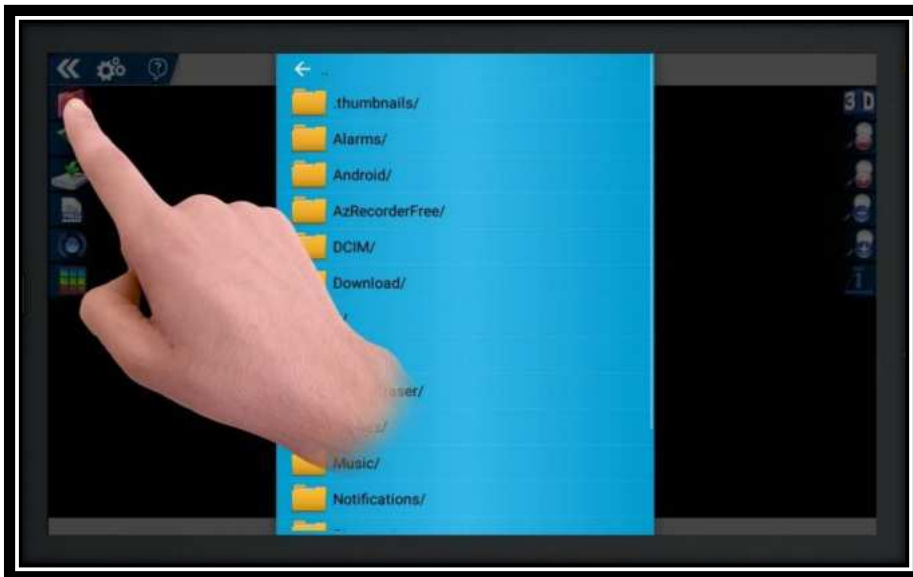 ..
.thumbnails/
3 D
Alarms/
Android/
AzRecorderFree/
DCIM/
Download/
Music/
Notifications/